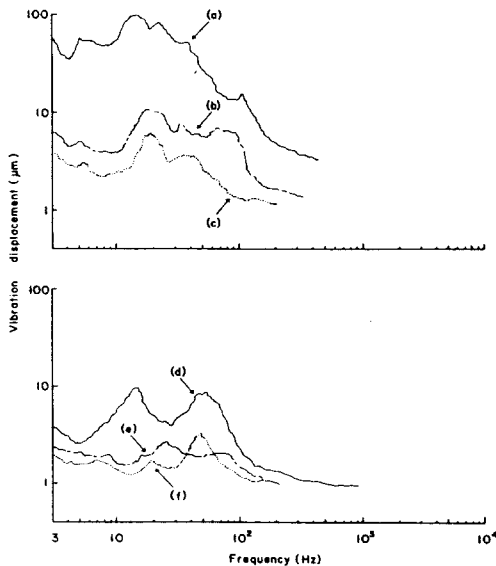 100
(a)
10
(b)
1
(c)
Vibration displacement (μm)
100
(d)
10
(e)
1
(f)
3 10 10² 10³ 10⁴
Frequency (Hz)